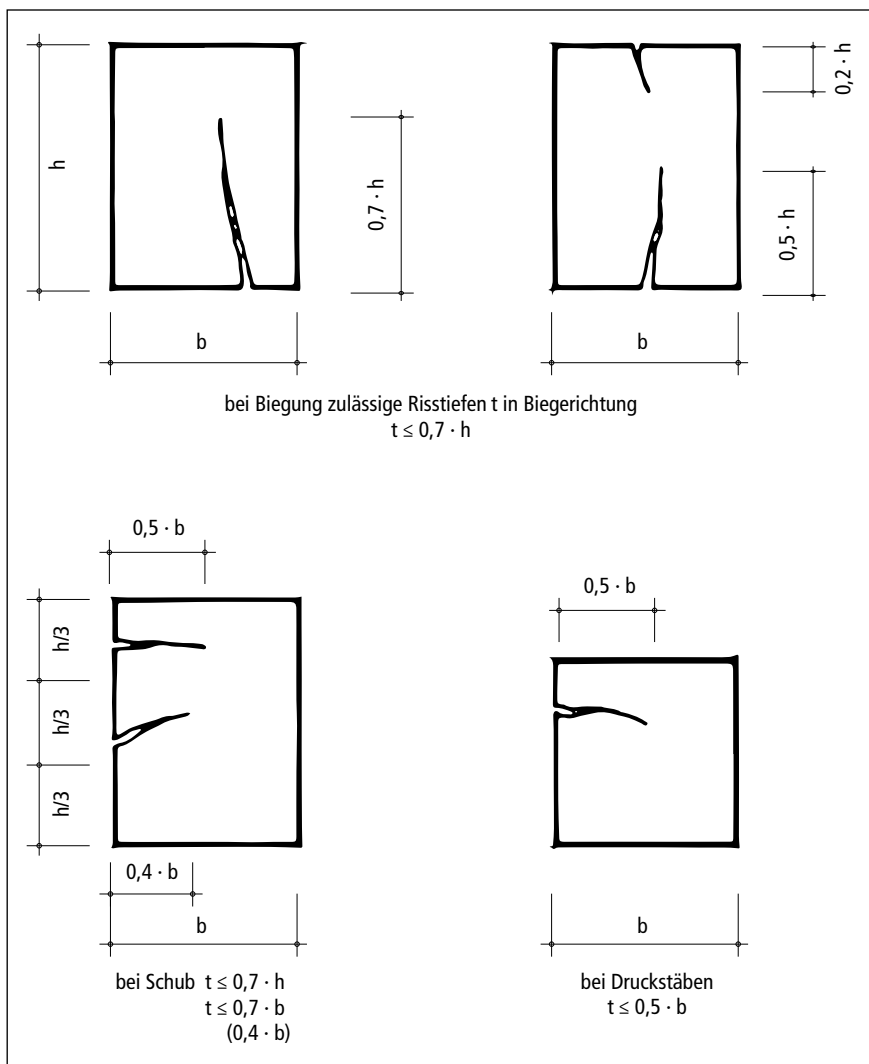 h
0,7 · h
b
0,2 · h
0,5 · h
b
bei Biegung zulässige Risstiefen t in Biegerichtung
t ≤ 0,7 · h
0,5 · b
h/3
h/3
h/3
0,4 · b
b
bei Schub t ≤ 0,7 · h
t ≤ 0,7 · b
(0,4 · b)
0,5 · b
b
bei Druckstäben
t ≤ 0,5 · b